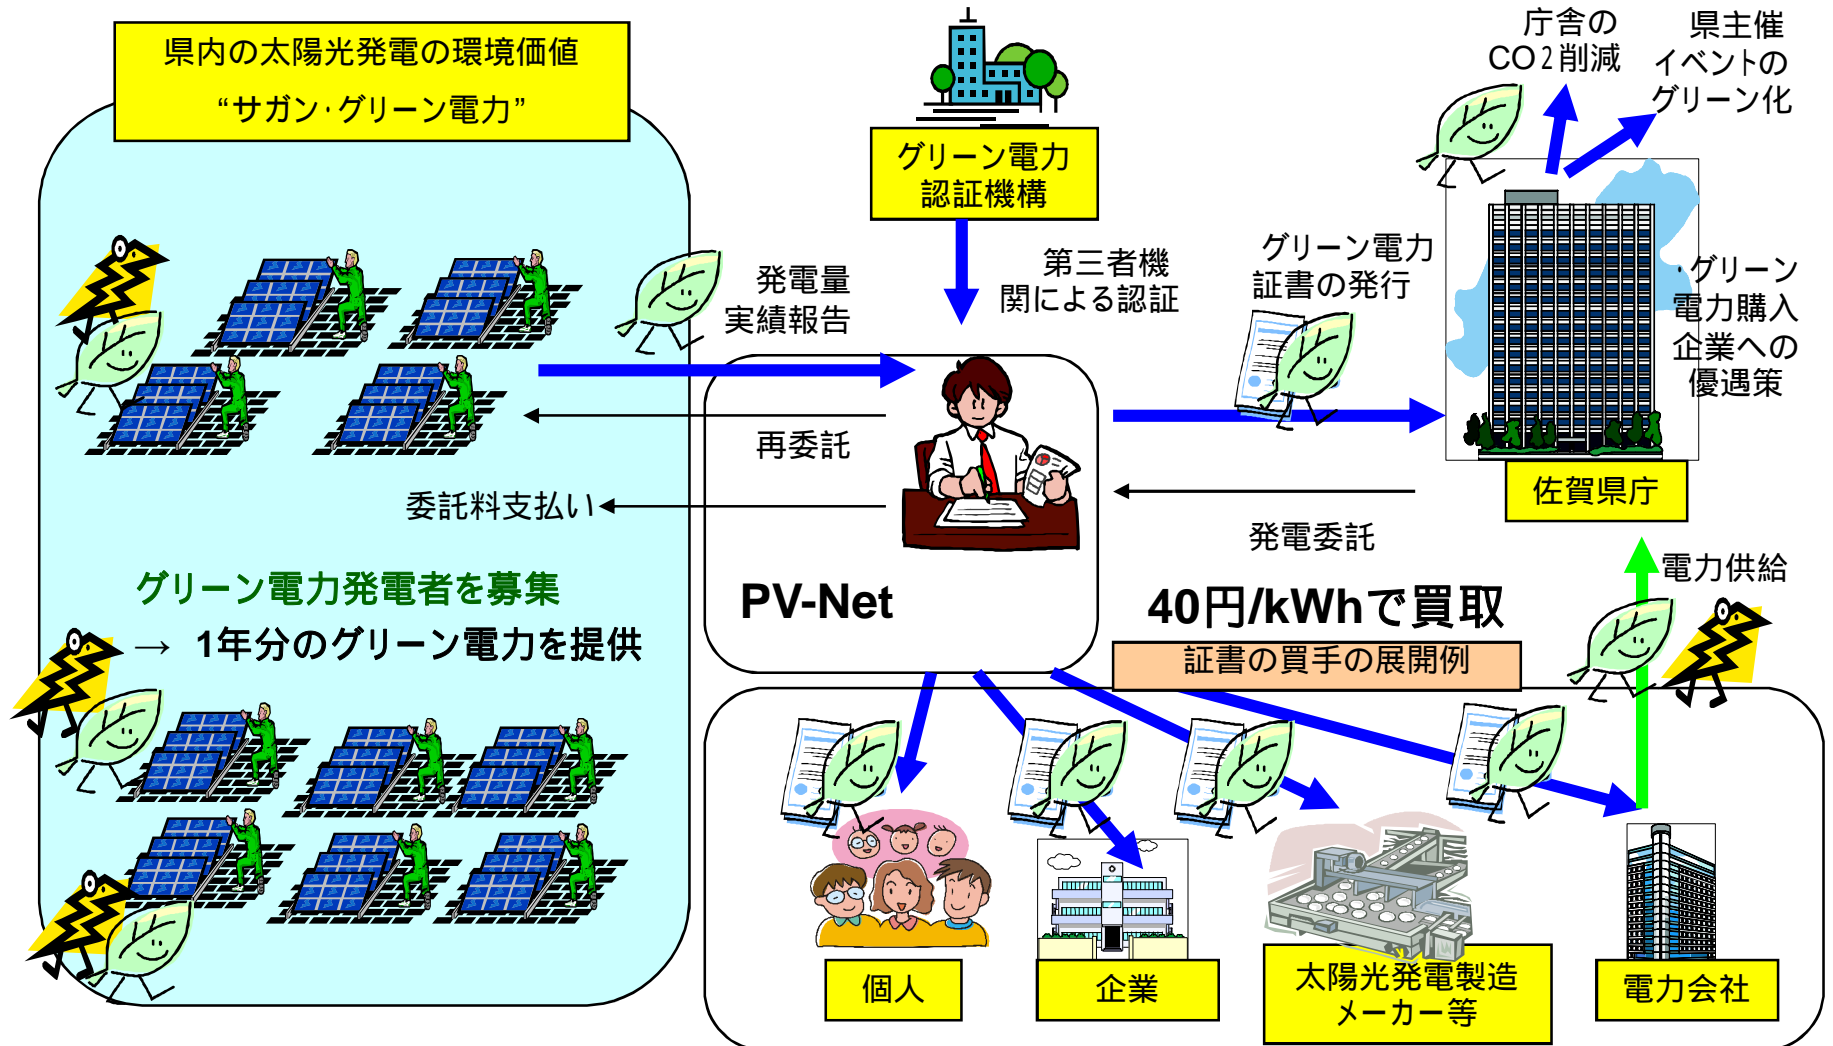 県内の太陽光発電の環境価値
“サガン・グリーン電力”
グリーン電力
認証機構
庁舎の
CO2削減
県主催
イベントの
グリーン化
発電量
実績報告
第三者機
関による認証
グリーン電力
証書の発行
・グリーン
電力購入
企業への
優遇策
再委託
委託料支払い
佐賀県庁
発電委託
電力供給
グリーン電力発電者を募集
→ 1年分のグリーン電力を提供
PV-Net
40円/kWhで買取
証書の買手の展開例
個人
企業
太陽光発電製造
メーカー等
電力会社